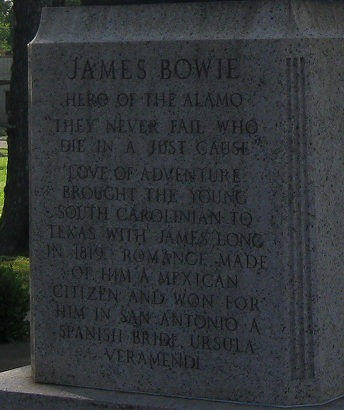 JAMES BOWIE
HERO OF THE ALAMO
"THEY NEVER FAIL WHO
DIE IN A JUST CAUSE"
LOVE OF ADVENTURE
BROUGHT THE YOUNG
SOUTH CAROLINIAN TO
TEXAS WITH JAMES LONG
IN 1819. ROMANCE MADE
OF HIM A MEXICAN
CITIZEN AND WON FOR
HIM IN SAN ANTONIO A
SPANISH BRIDE, URSULA
VERAMENDI